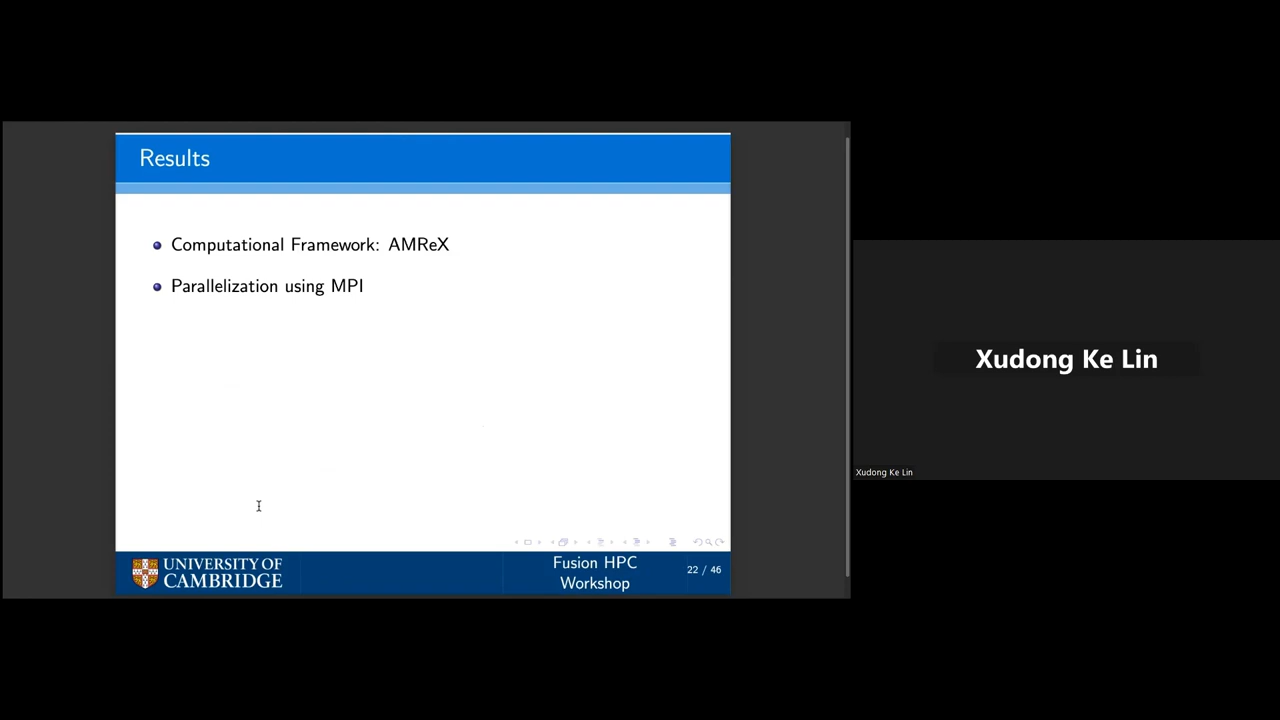 Results
Computational Framework: AMReX
Parallelization using MPI
UNIVERSITY OF
CAMBRIDGE
Fusion HPC
Workshop
22 / 46
Xudong Ke Lin
Xudong Ke Lin